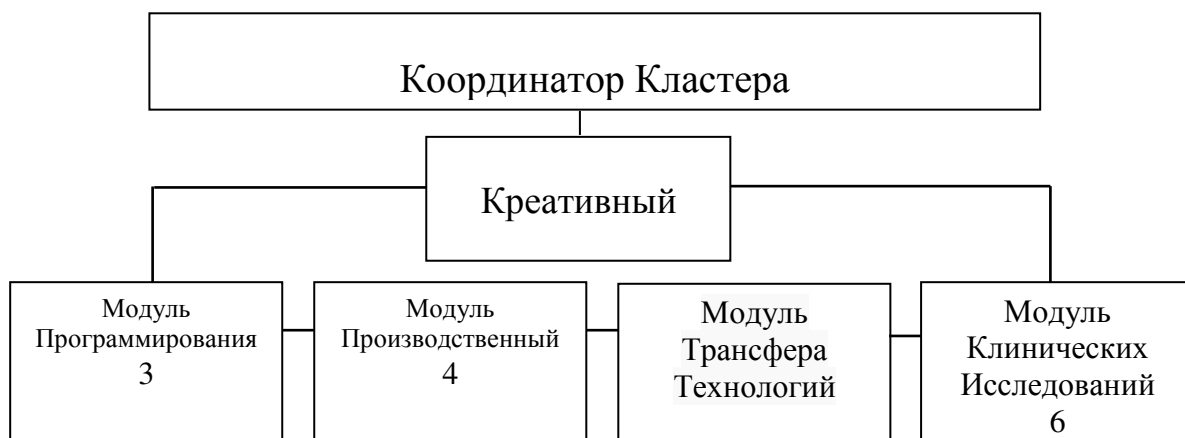 Координатор Кластера
Креативный
Модуль
Программирования
3
Модуль
Производственный
4
Модуль
Трансфера
Технологий
Модуль
Клинических
Исследований
6